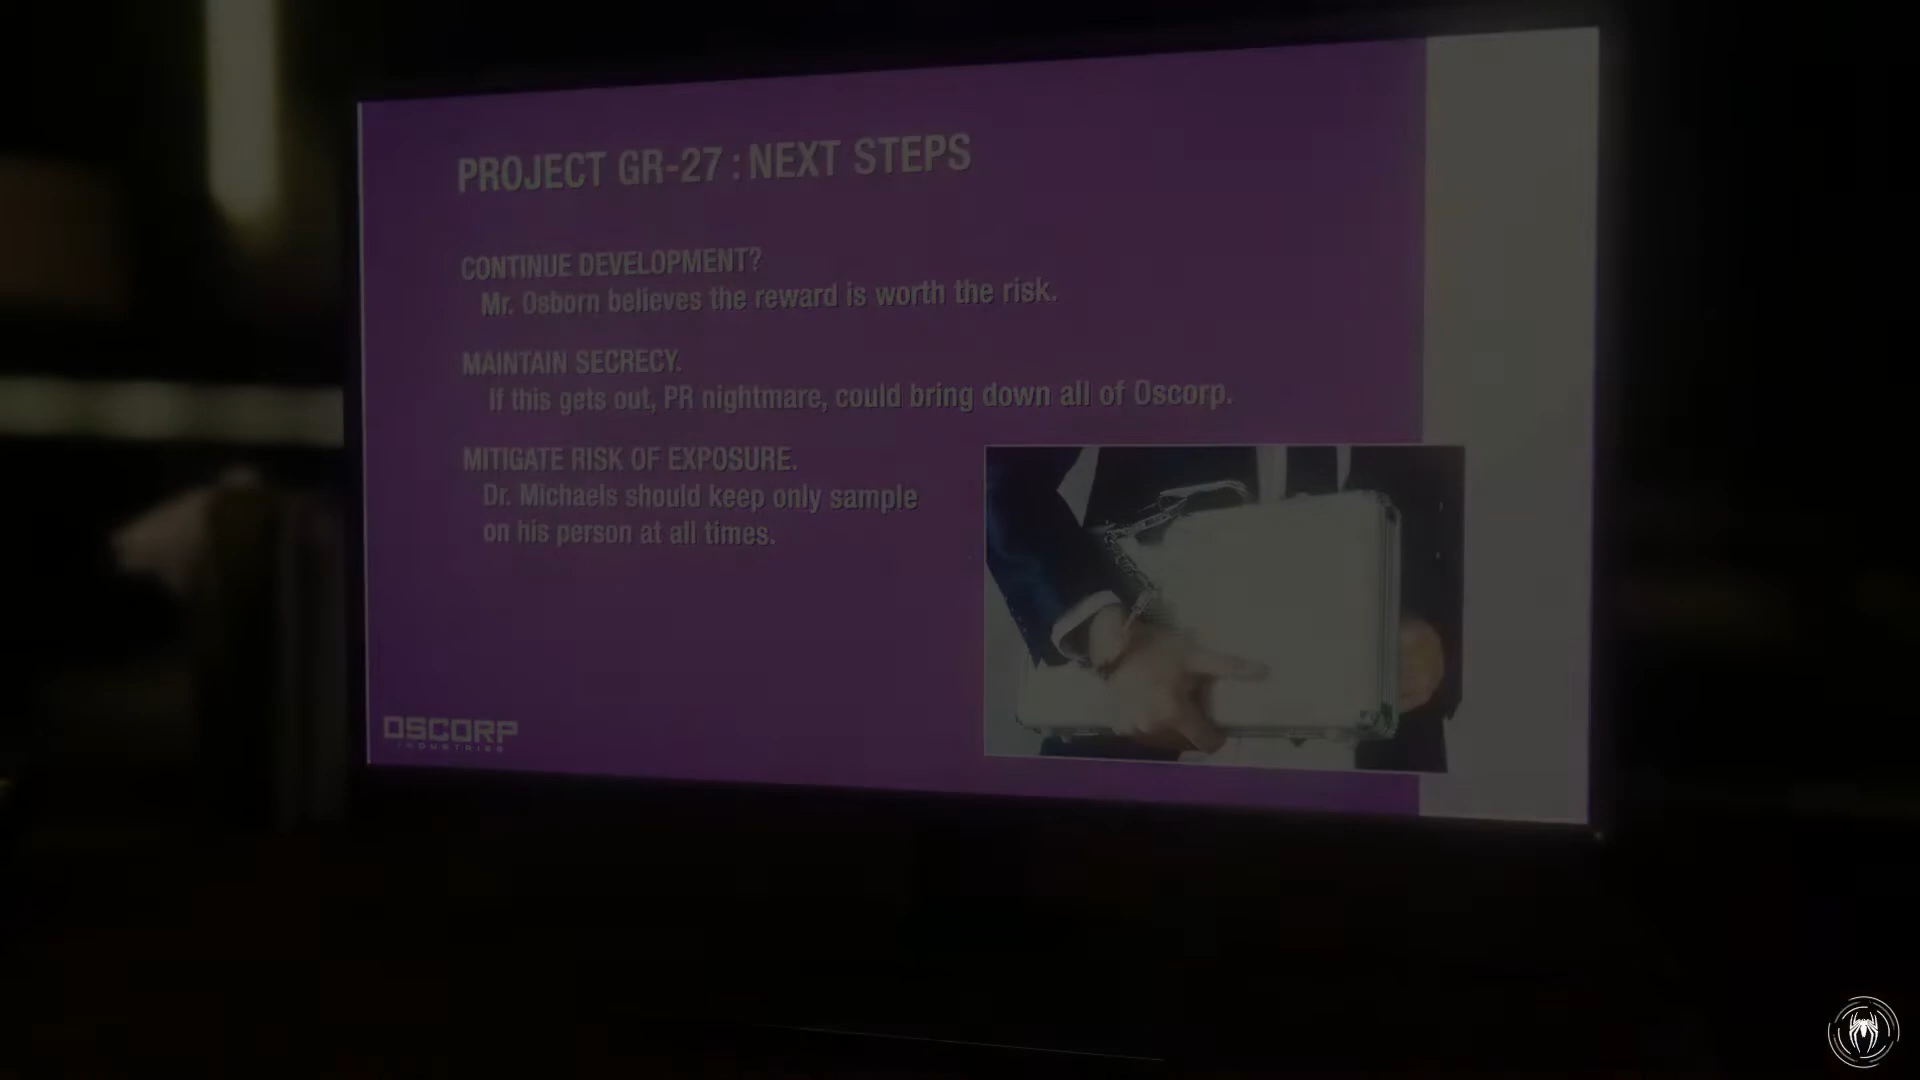 PROJECT GR-27 : NEXT STEPS
CONTINUE DEVELOPMENT?
Mr. Osborn believes the reward is worth the risk.
MAINTAIN SECRECY.
If this gets out, PR nightmare, could bring down all of Oscorp.
MITIGATE RISK OF EXPOSURE.
Dr. Michaels should keep only sample
on his person at all times.
OSCORP
INDUSTRIES